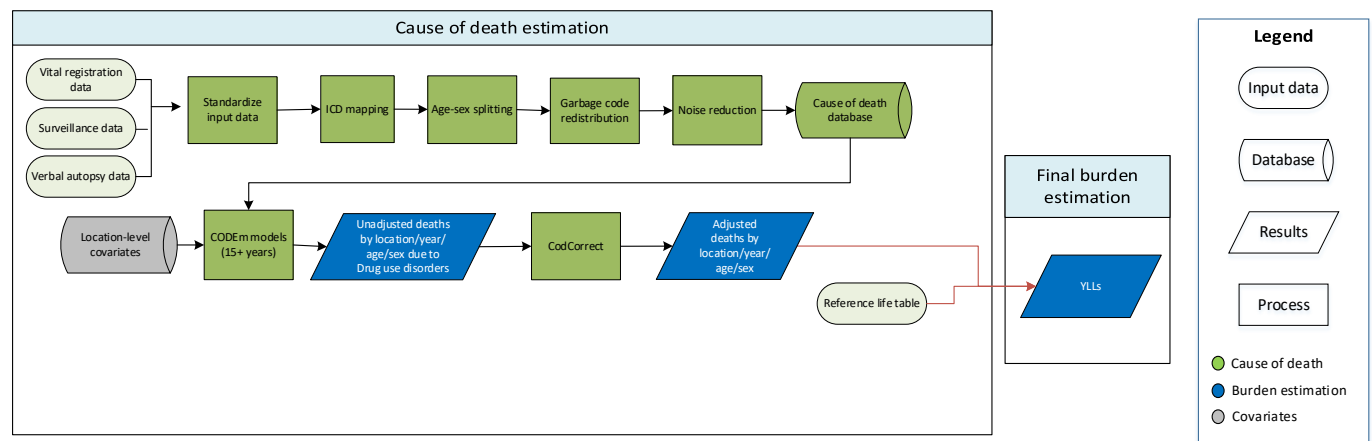 Cause of death estimation
Vital registration
data
Surveillance data
Verbal autopsy data
Standardize
input data
ICD mapping
Age-sex splitting
Garbage code
redistribution
Noise reduction
Cause of death
database
Location-level
covariates
CODEm models
(15+ years)
Unadjusted deaths
by location/year/
age/sex due to
Drug use disorders
CodCorrect
Adjusted
deaths by
location/year/
age/sex
Reference life table
Final burden
estimation
YLLs
Legend
Input data
Database
Results
Process
Cause of death
Burden estimation
Covariates